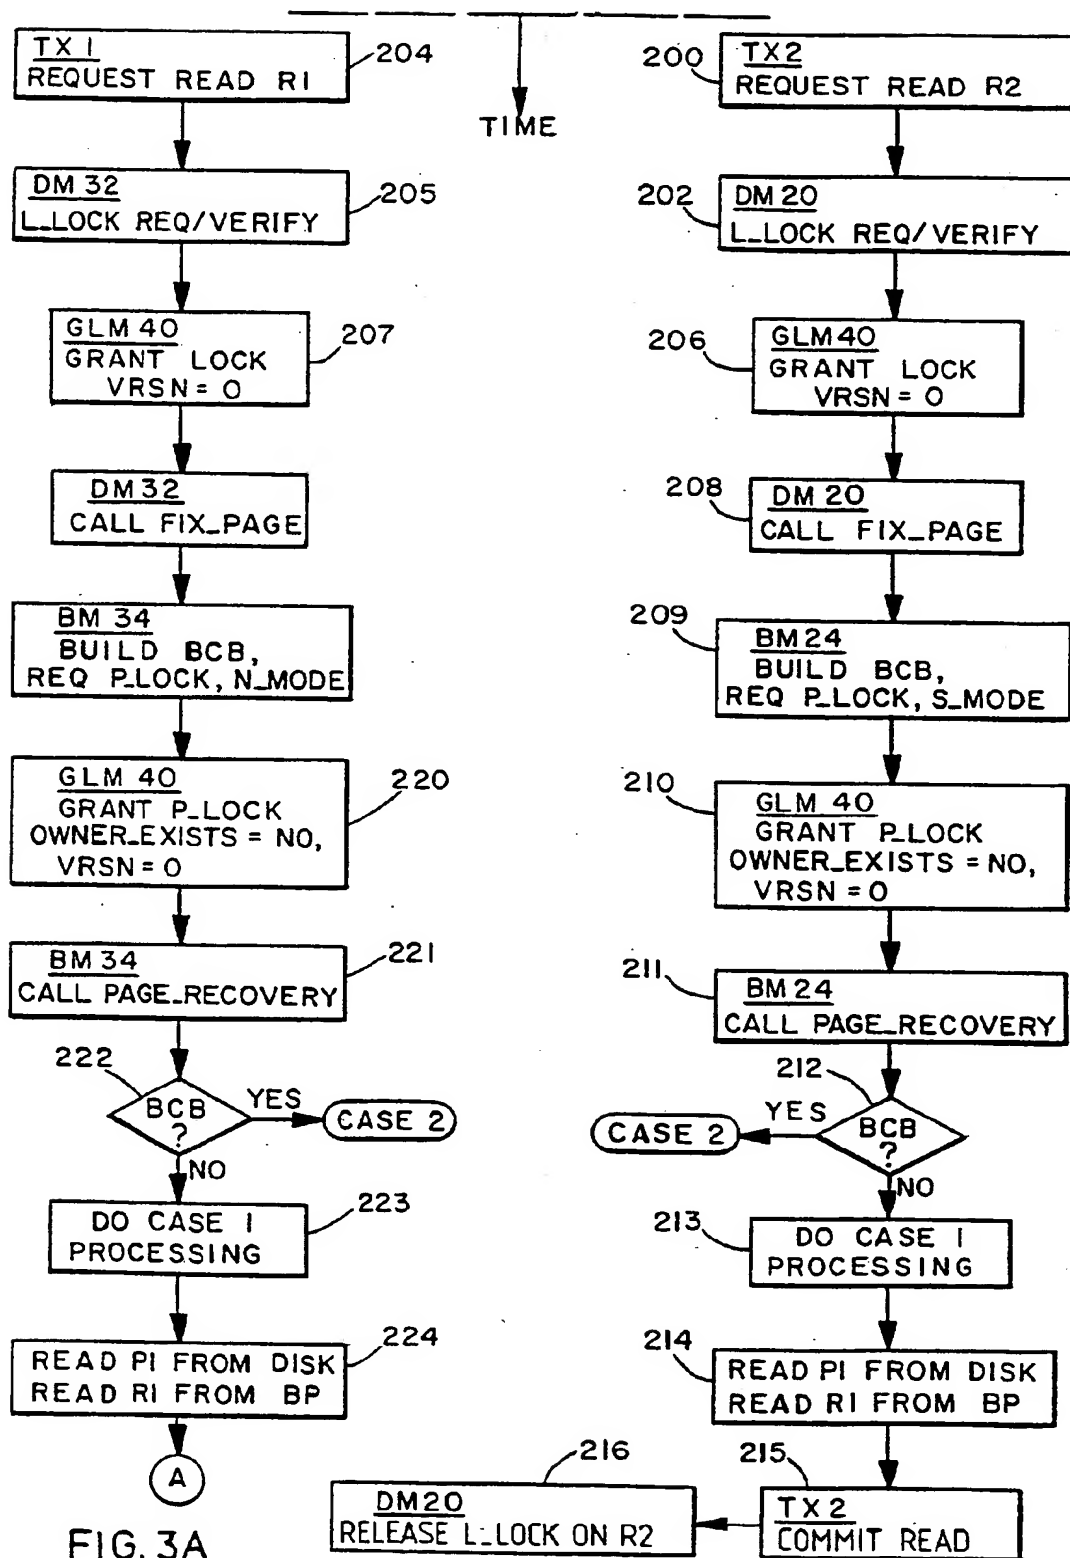 TX 1
REQUEST READ R1
204
DM 32
L_LOCK REQ/VERIFY
205
GLM 40
GRANT LOCK
VRSN = 0
207
DM 32
CALL FIX_PAGE
BM 34
BUILD BCB,
REQ P_LOCK, N_MODE
GLM 40
GRANT P_LOCK
OWNER_EXISTS = NO,
VRSN = 0
220
BM 34
CALL PAGE_RECOVERY
221
222
BCB
?
YES
CASE 2
NO
DO CASE 1
PROCESSING
223
READ P1 FROM DISK
READ R1 FROM BP
224
A
FIG. 3A
TIME
200
TX 2
REQUEST READ R2
202
DM 20
L_LOCK REQ/VERIFY
206
GLM 40
GRANT LOCK
VRSN = 0
208
DM 20
CALL FIX_PAGE
209
BM 24
BUILD BCB,
REQ P_LOCK, S_MODE
210
GLM 40
GRANT P_LOCK
OWNER_EXISTS = NO,
VRSN = 0
211
BM 24
CALL PAGE_RECOVERY
212
BCB
?
YES
CASE 2
NO
213
DO CASE 1
PROCESSING
214
READ P1 FROM DISK
READ R1 FROM BP
215
TX 2
COMMIT READ
216
DM 20
RELEASE L_LOCK ON R2